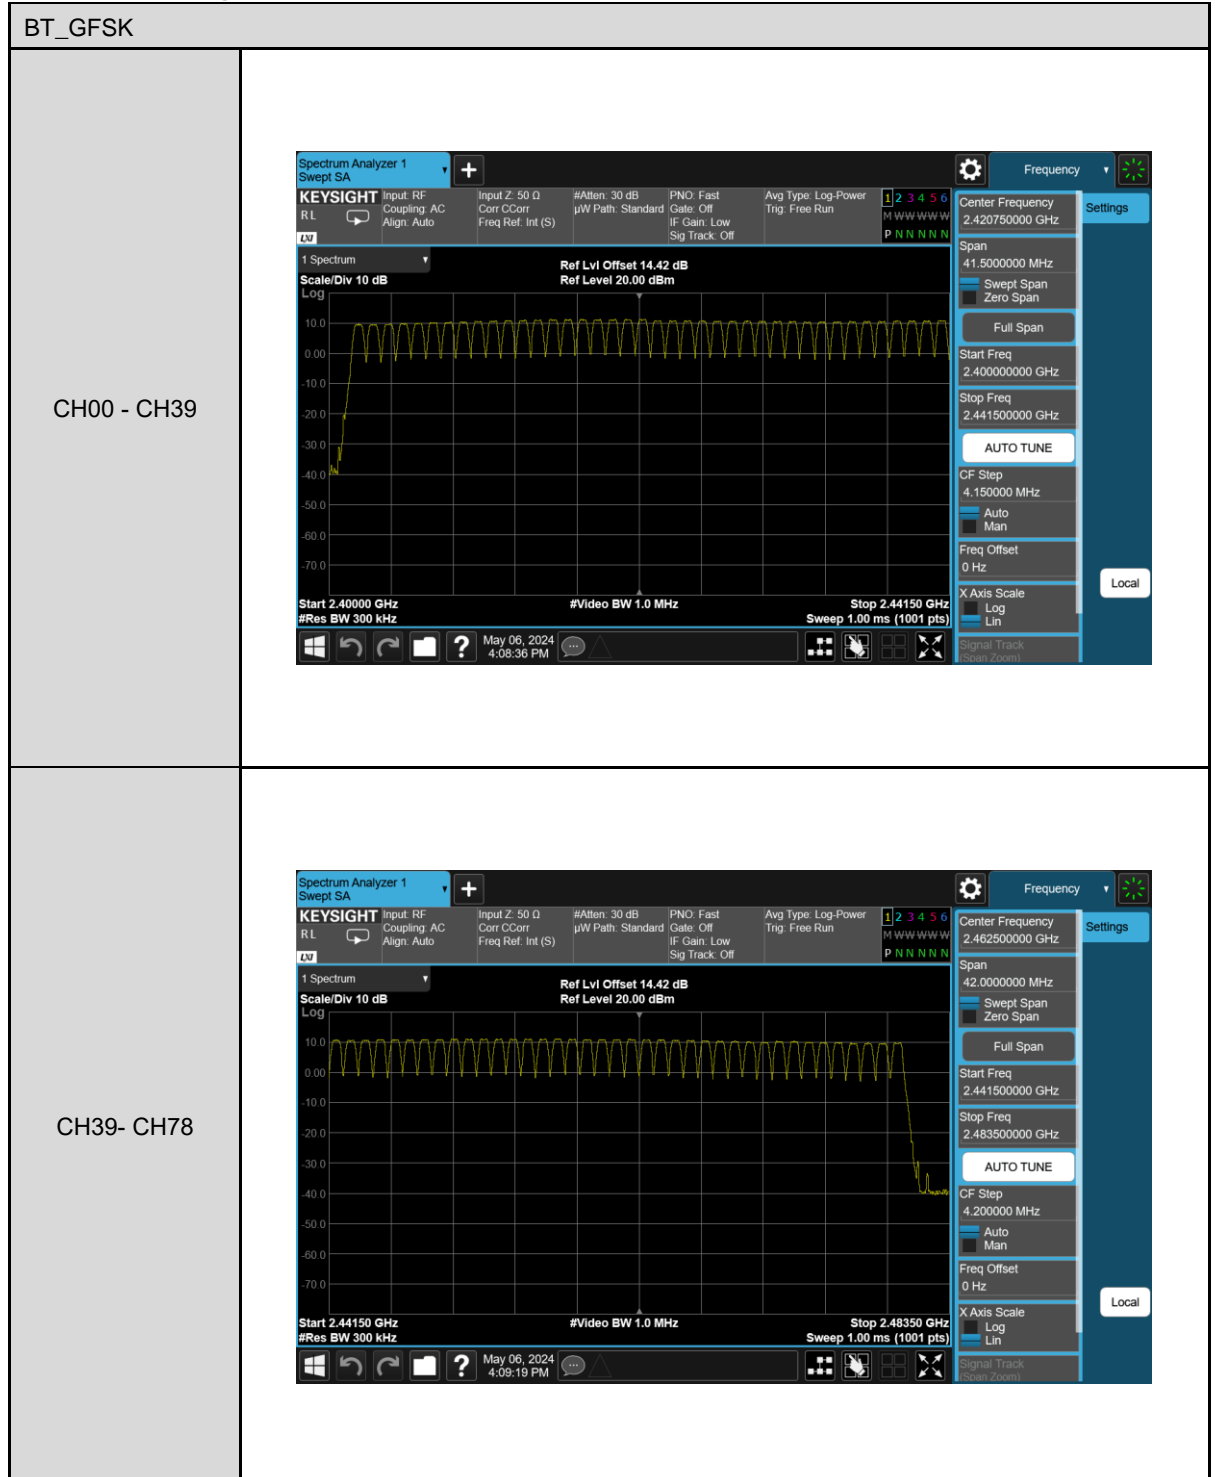 BT_GFSK
CH00 - CH39
Spectrum Analyzer 1
Swept SA
Frequency
KEYSIGHT
RL
LXI
Input: RF
Coupling: AC
Align: Auto
Input Z: 50 Ω
Corr CCorr
Freq Ref: Int (S)
#Atten: 30 dB
µW Path: Standard
PNO: Fast
Gate: Off
IF Gain: Low
Sig Track: Off
Avg Type: Log-Power
Trig: Free Run
1 2 3 4 5 6
M W W W W W
P N N N N N
1 Spectrum
Scale/Div 10 dB
Ref Lvl Offset 14.42 dB
Ref Level 20.00 dBm
Log
10.0
0.00
-10.0
-20.0
-30.0
-40.0
-50.0
-60.0
-70.0
Start 2.40000 GHz
#Res BW 300 kHz
#Video BW 1.0 MHz
Stop 2.44150 GHz
Sweep 1.00 ms (1001 pts)
Center Frequency
2.420750000 GHz
Settings
Span
41.5000000 MHz
Swept Span
Zero Span
Full Span
Start Freq
2.400000000 GHz
Stop Freq
2.441500000 GHz
AUTO TUNE
CF Step
4.150000 MHz
Auto
Man
Freq Offset
0 Hz
X Axis Scale
Log
Lin
Local
Signal Track
(Span Zoom)
?
May 06, 2024
4:08:36 PM
CH39- CH78
Spectrum Analyzer 1
Swept SA
Frequency
KEYSIGHT
RL
LXI
Input: RF
Coupling: AC
Align: Auto
Input Z: 50 Ω
Corr CCorr
Freq Ref: Int (S)
#Atten: 30 dB
µW Path: Standard
PNO: Fast
Gate: Off
IF Gain: Low
Sig Track: Off
Avg Type: Log-Power
Trig: Free Run
1 2 3 4 5 6
M W W W W W
P N N N N N
1 Spectrum
Scale/Div 10 dB
Ref Lvl Offset 14.42 dB
Ref Level 20.00 dBm
Log
10.0
0.00
-10.0
-20.0
-30.0
-40.0
-50.0
-60.0
-70.0
Start 2.44150 GHz
#Res BW 300 kHz
#Video BW 1.0 MHz
Stop 2.48350 GHz
Sweep 1.00 ms (1001 pts)
Center Frequency
2.462500000 GHz
Settings
Span
42.0000000 MHz
Swept Span
Zero Span
Full Span
Start Freq
2.441500000 GHz
Stop Freq
2.483500000 GHz
AUTO TUNE
CF Step
4.200000 MHz
Auto
Man
Freq Offset
0 Hz
X Axis Scale
Log
Lin
Local
Signal Track
(Span Zoom)
?
May 06, 2024
4:09:19 PM